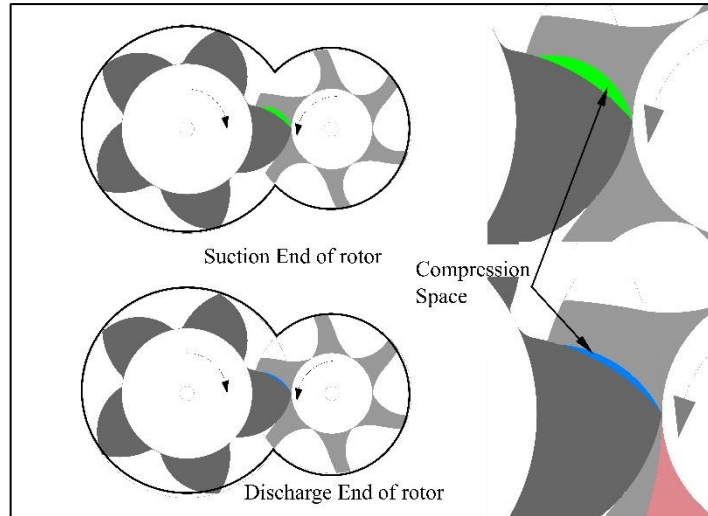 Suction End of rotor
Compression
Space
Discharge End of rotor